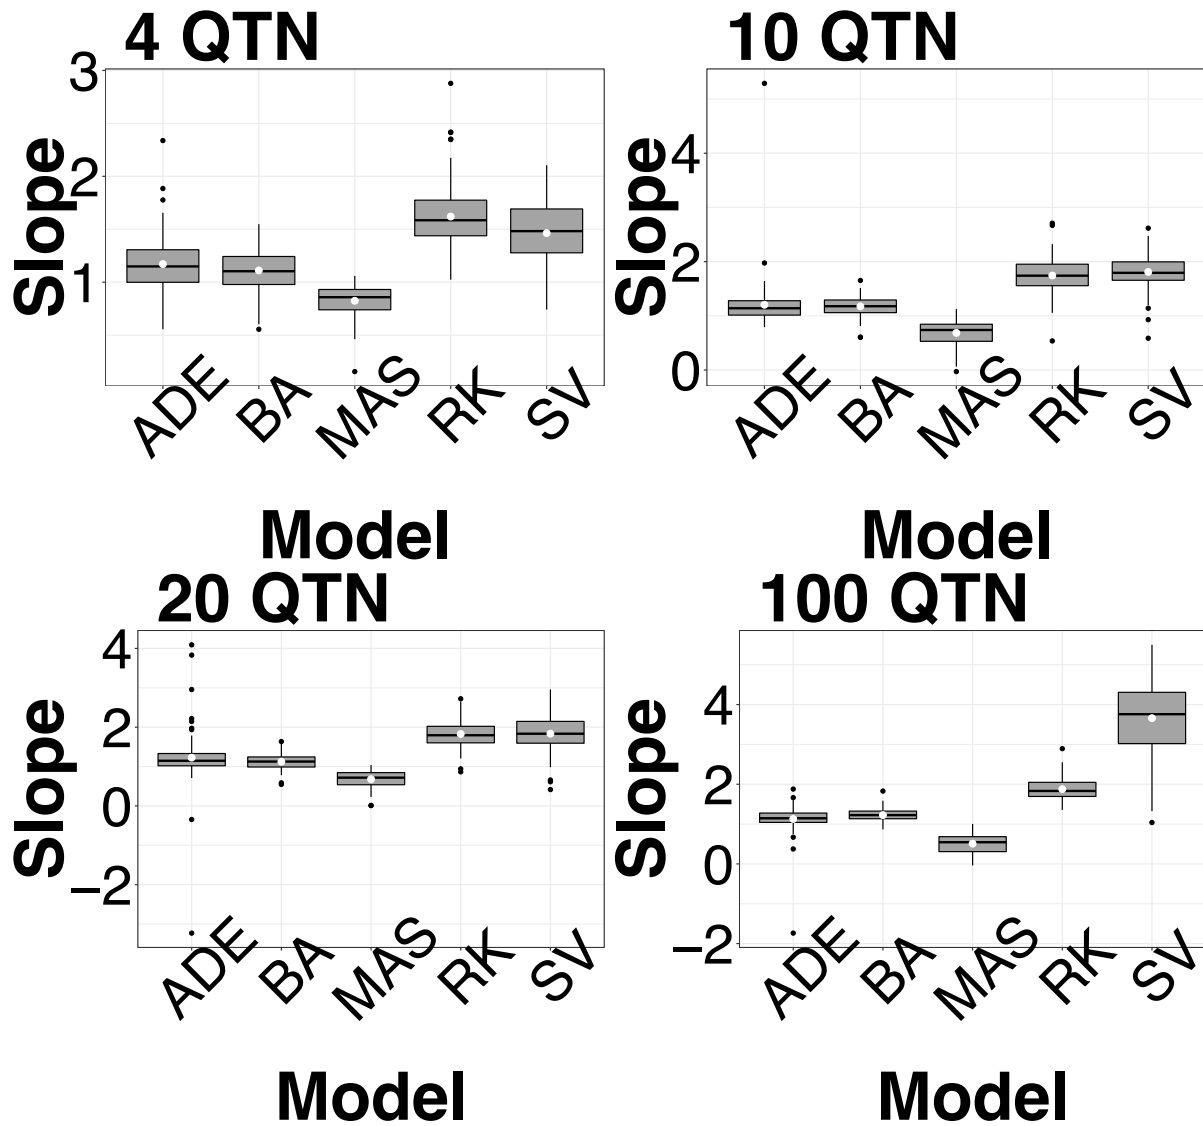 4 QTN
Slope
3
2
1
ADE BA MAS RK SV
Model
10 QTN
Slope
4
2
0
ADE BA MAS RK SV
Model
20 QTN
Slope
4
2
0
−2
ADE BA MAS RK SV
Model
100 QTN
Slope
4
2
0
−2
ADE BA MAS RK SV
Model